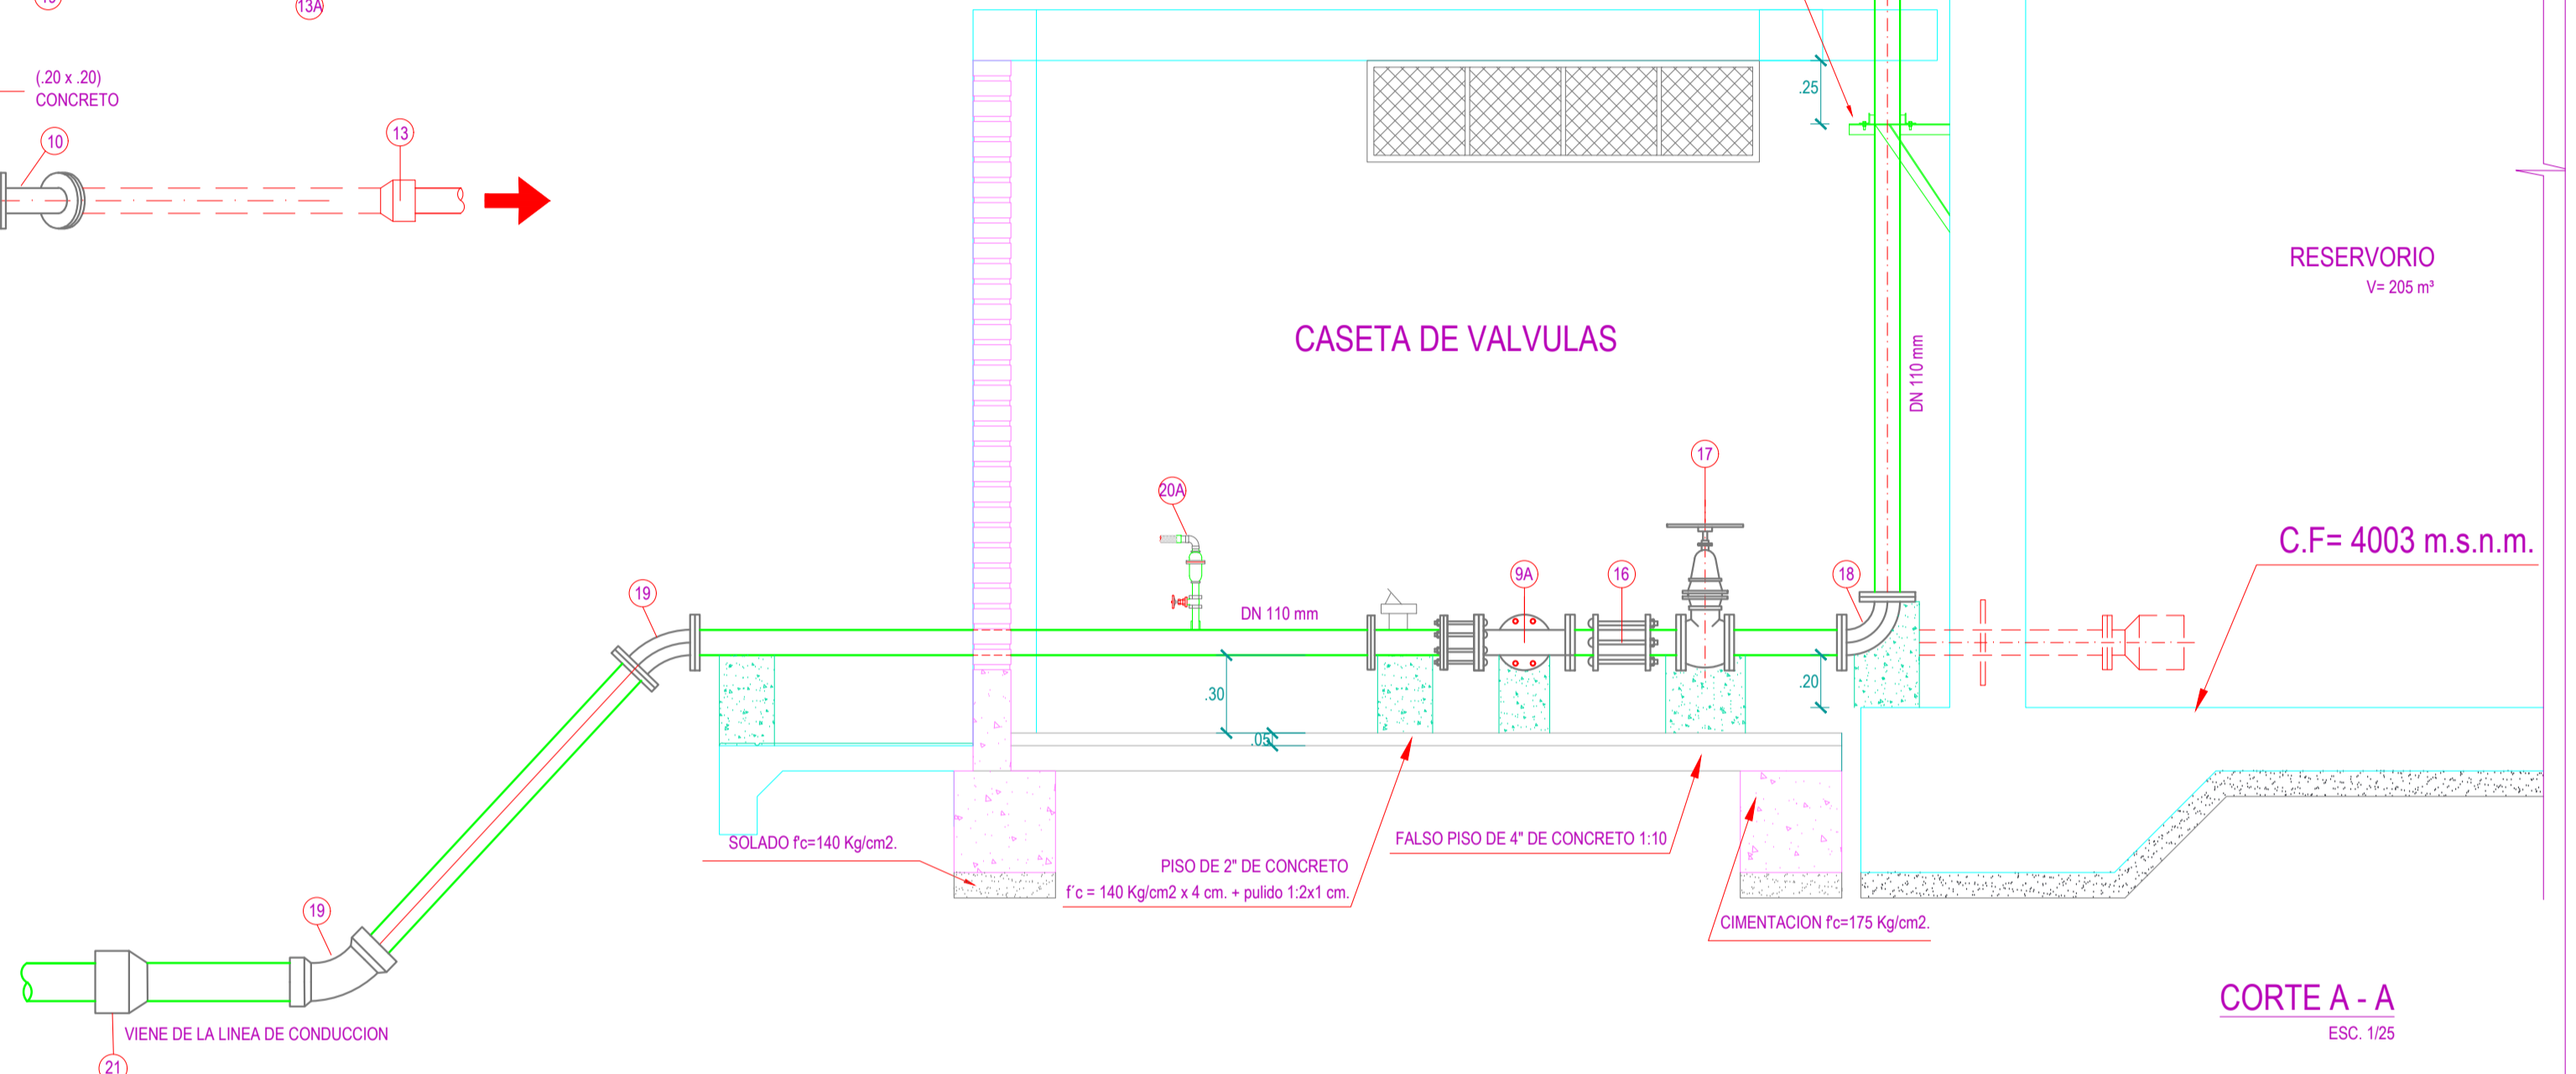 13A
(.20 x .20)
CONCRETO
10
13
.25
RESERVORIO
V= 205 m³
CASETA DE VALVULAS
DN 110 mm
17
20A
C.F= 4003 m.s.n.m.
19
DN 110 mm
9A
16
18
.30
.20
.05
SOLADO f'c=140 Kg/cm2.
FALSO PISO DE 4" DE CONCRETO 1:10
PISO DE 2" DE CONCRETO
f´c = 140 Kg/cm2 x 4 cm. + pulido 1:2x1 cm.
CIMENTACION f'c=175 Kg/cm2.
19
CORTE A - A
ESC. 1/25
VIENE DE LA LINEA DE CONDUCCION
21